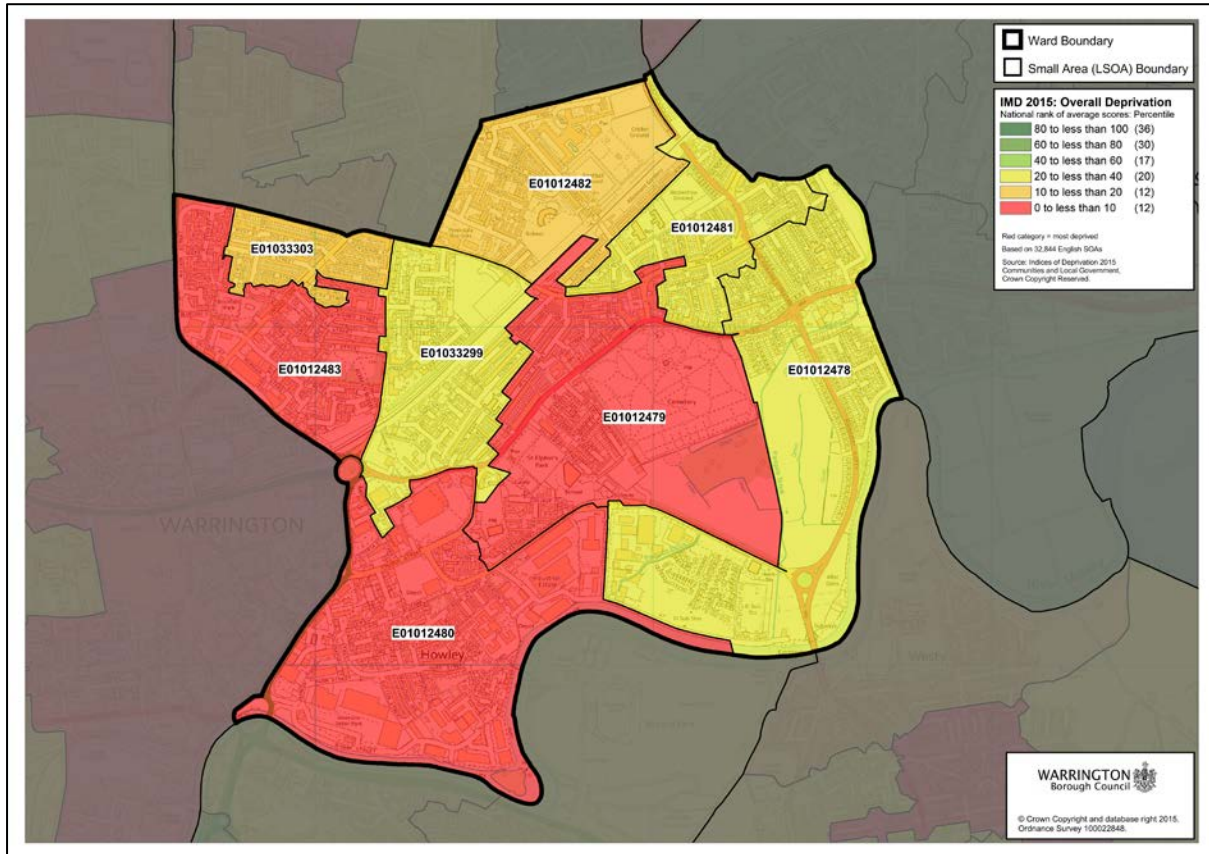 Ward Boundary
Small Area (LSOA) Boundary
IMD 2015: Overall Deprivation
National rank of average scores: Percentile
80 to less than 100 (36)
60 to less than 80 (30)
40 to less than 60 (17)
20 to less than 40 (20)
10 to less than 20 (12)
0 to less than 10 (12)
Red category = most deprived
Based on 32,844 English SOAs
Source: Indices of Deprivation 2015
Communities and Local Government,
Crown Copyright Reserved.
E01012482
E01012481
E01033303
E01033299
E01012483
E01012478
E01012479
Cemetery
WARRINGTON
E01012480
Howley
WARRINGTON
Borough Council
© Crown Copyright and database right 2015.
Ordnance Survey 100022848.